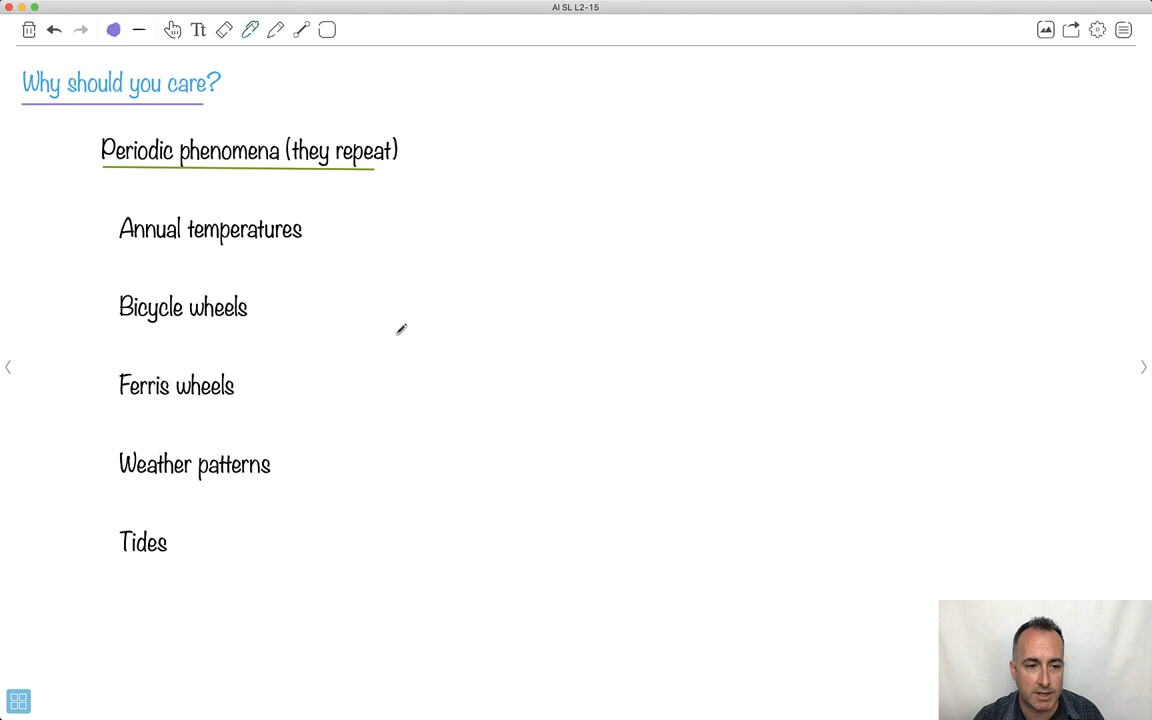 AI SL L2-15
Tt
Why should you care?
Periodic phenomena (they repeat)
Annual temperatures
Bicycle wheels
Ferris wheels
Weather patterns
Tides